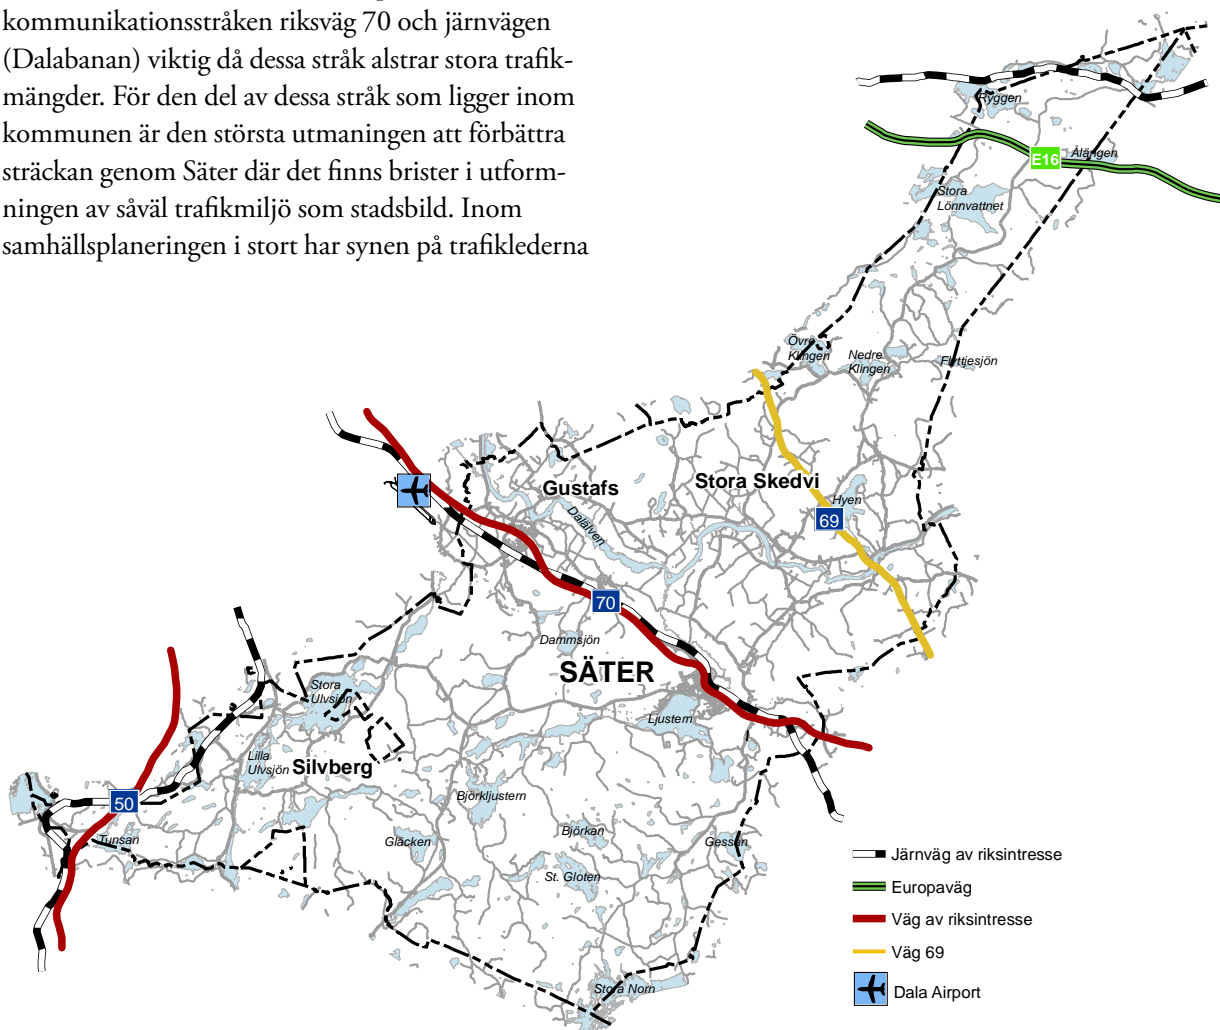 kommunikationsstråken riksväg 70 och järnvägen
(Dalabanan) viktig då dessa stråk alstrar stora trafik-
mängder. För den del av dessa stråk som ligger inom
kommunen är den största utmaningen att förbättra
sträckan genom Säter där det finns brister i utform-
ningen av såväl trafikmiljö som stadsbild. Inom
samhällsplaneringen i stort har synen på trafiklederna
Ryggen
E16
Ålängen
Stora
Lönnvattnet
Övre
Klingen
Nedre
Klingen
Flyttjesjön
Gustafs
Stora Skedvi
Hyen
Dalälven
69
70
Dammsjön
SÄTER
Stora
Ulvsjön
Ljustern
Lilla
Ulvsjön
Silvberg
50
Björkljustern
Tunsan
Gläcken
Björkan
Gessen
St. Gloten
Stora Norn
Järnväg av riksintresse
Europaväg
Väg av riksintresse
Väg 69
Dala Airport